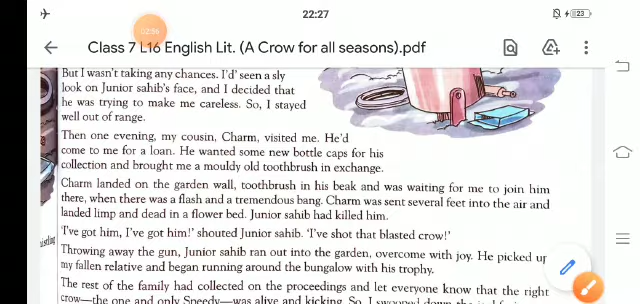 22:27
23
02:54
Class 7 L16 English Lit. (A Crow for all seasons).pdf
But I wasn't taking any chances. I'd' seen a sly
look on Junior sahib's face, and I decided that
he was trying to make me careless. So, I stayed
well out of range.
Then one evening, my cousin, Charm, visited me. He'd
come to me for a loan. He wanted some new bottle caps for his
collection and brought me a mouldy old toothbrush in exchange.
Charm landed on the garden wall, toothbrush in his beak and was waiting for me to join him
there, when there was a flash and a tremendous bang. Charm was sent several feet into the air and
landed limp and dead in a flower bed. Junior sahib had killed him.
'I've got him, I've got him!' shouted Junior sahib. 'I've shot that blasted crow!'
Throwing away the gun, Junior sahib ran out into the garden, overcome with joy. He picked up
my fallen relative and began running around the bungalow with his trophy.
The rest of the family had collected on the proceedings and let everyone know that the right
crow—the one and only Speedy—was alive and kicking. So, I swooped down